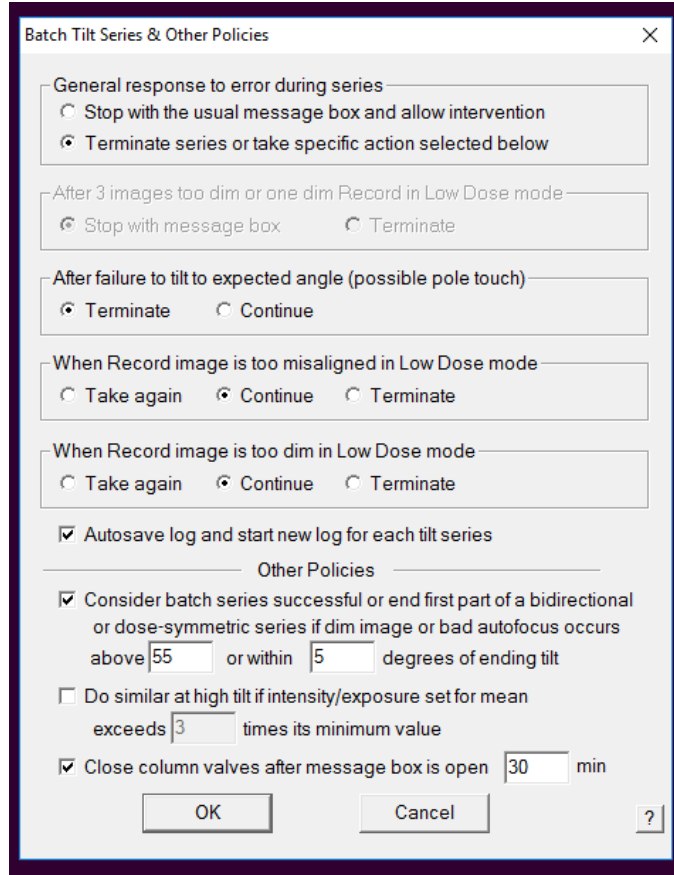 Batch Tilt Series & Other Policies
General response to error during series
Stop with the usual message box and allow intervention
Terminate series or take specific action selected below
After 3 images too dim or one dim Record in Low Dose mode
Stop with message box Terminate
After failure to tilt to expected angle (possible pole touch)
Terminate Continue
When Record image is too misaligned in Low Dose mode
Take again Continue Terminate
When Record image is too dim in Low Dose mode
Take again Continue Terminate
Autosave log and start new log for each tilt series
Other Policies
Consider batch series successful or end first part of a bidirectional
or dose-symmetric series if dim image or bad autofocus occurs
above 55 or within 5 degrees of ending tilt
Do similar at high tilt if intensity/exposure set for mean
exceeds 3 times its minimum value
Close column valves after message box is open 30 min
OK Cancel ?